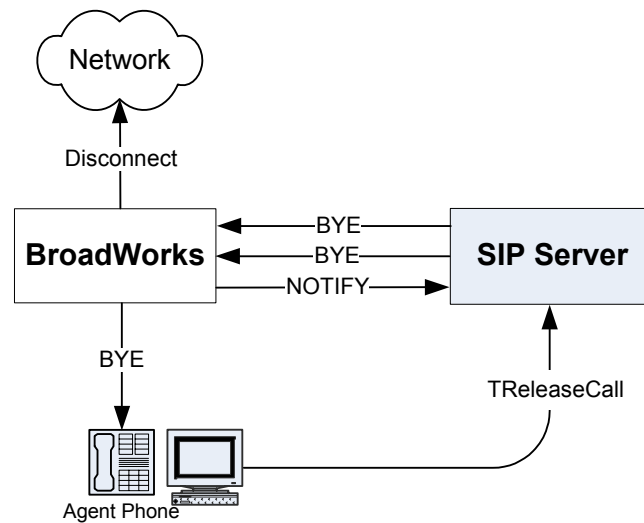 Network
Disconnect
BroadWorks
BYE
BYE
NOTIFY
SIP Server
BYE
TReleaseCall
Agent Phone